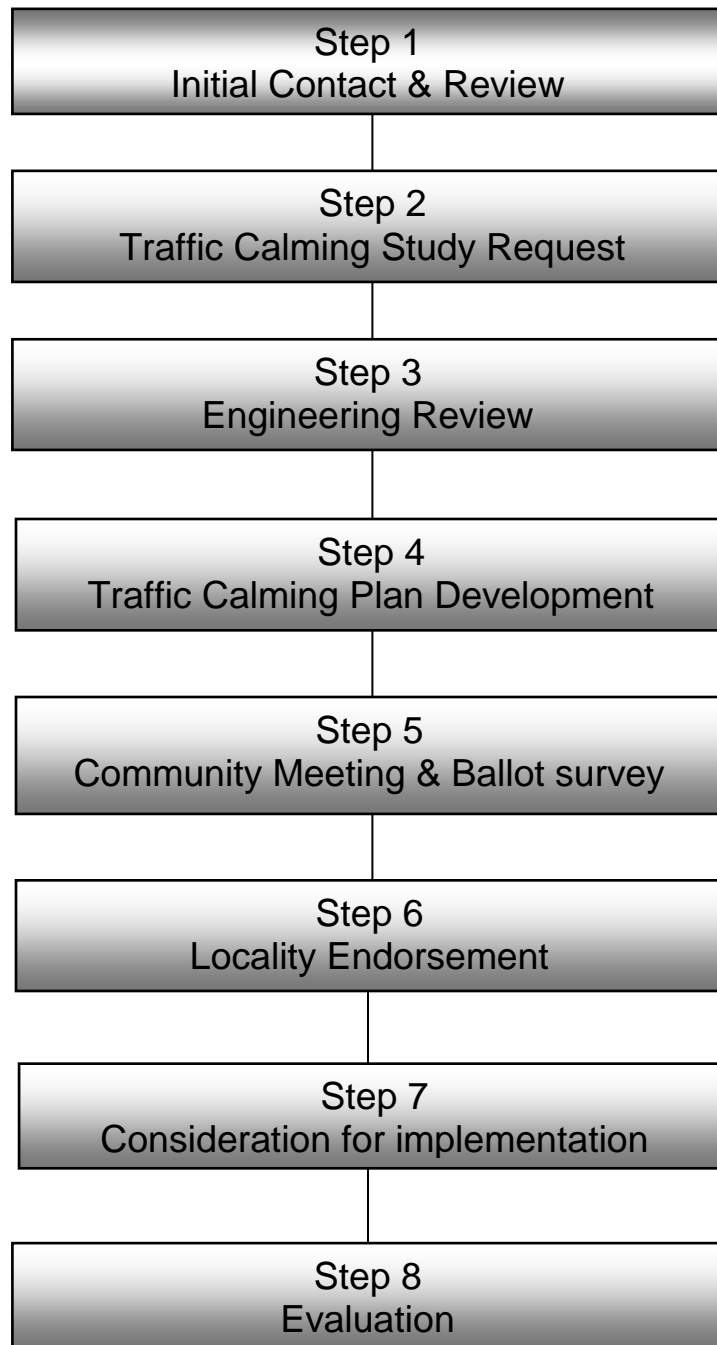 Step 1
Initial Contact & Review
Step 2
Traffic Calming Study Request
Step 3
Engineering Review
Step 4
Traffic Calming Plan Development
Step 5
Community Meeting & Ballot survey
Step 6
Locality Endorsement
Step 7
Consideration for implementation
Step 8
Evaluation